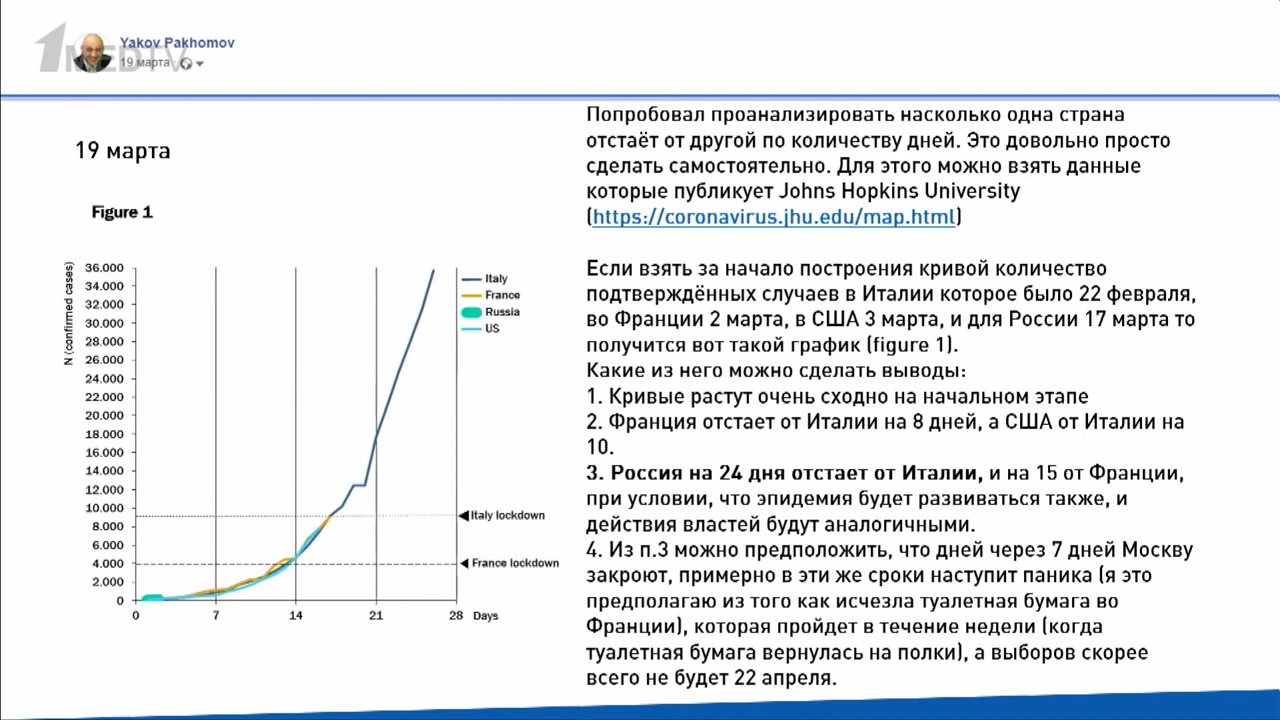 1MEDTV
Yakov Pakhomov
19 марта
19 марта
Figure 1
N (confirmed cases)
36.000
34.000
32.000
30.000
28.000
26.000
24.000
22.000
20.000
18.000
16.000
14.000
12.000
10.000
8.000
6.000
4.000
2.000
0
0 7 14 21 28 Days
Italy
France
Russia
US
Italy lockdown
France lockdown
Попробовал проанализировать насколько одна страна
отстаёт от другой по количеству дней. Это довольно просто
сделать самостоятельно. Для этого можно взять данные
которые публикует Johns Hopkins University
(https://coronavirus.jhu.edu/map.html)
Если взять за начало построения кривой количество
подтверждённых случаев в Италии которое было 22 февраля,
во Франции 2 марта, в США 3 марта, и для России 17 марта то
получится вот такой график (figure 1).
Какие из него можно сделать выводы:
1. Кривые растут очень сходно на начальном этапе
2. Франция отстает от Италии на 8 дней, а США от Италии на
10.
3. Россия на 24 дня отстает от Италии, и на 15 от Франции,
при условии, что эпидемия будет развиваться также, и
действия властей будут аналогичными.
4. Из п.3 можно предположить, что дней через 7 дней Москву
закроют, примерно в эти же сроки наступит паника (я это
предполагаю из того как исчезла туалетная бумага во
Франции), которая пройдет в течение недели (когда
туалетная бумага вернулась на полки), а выборов скорее
всего не будет 22 апреля.